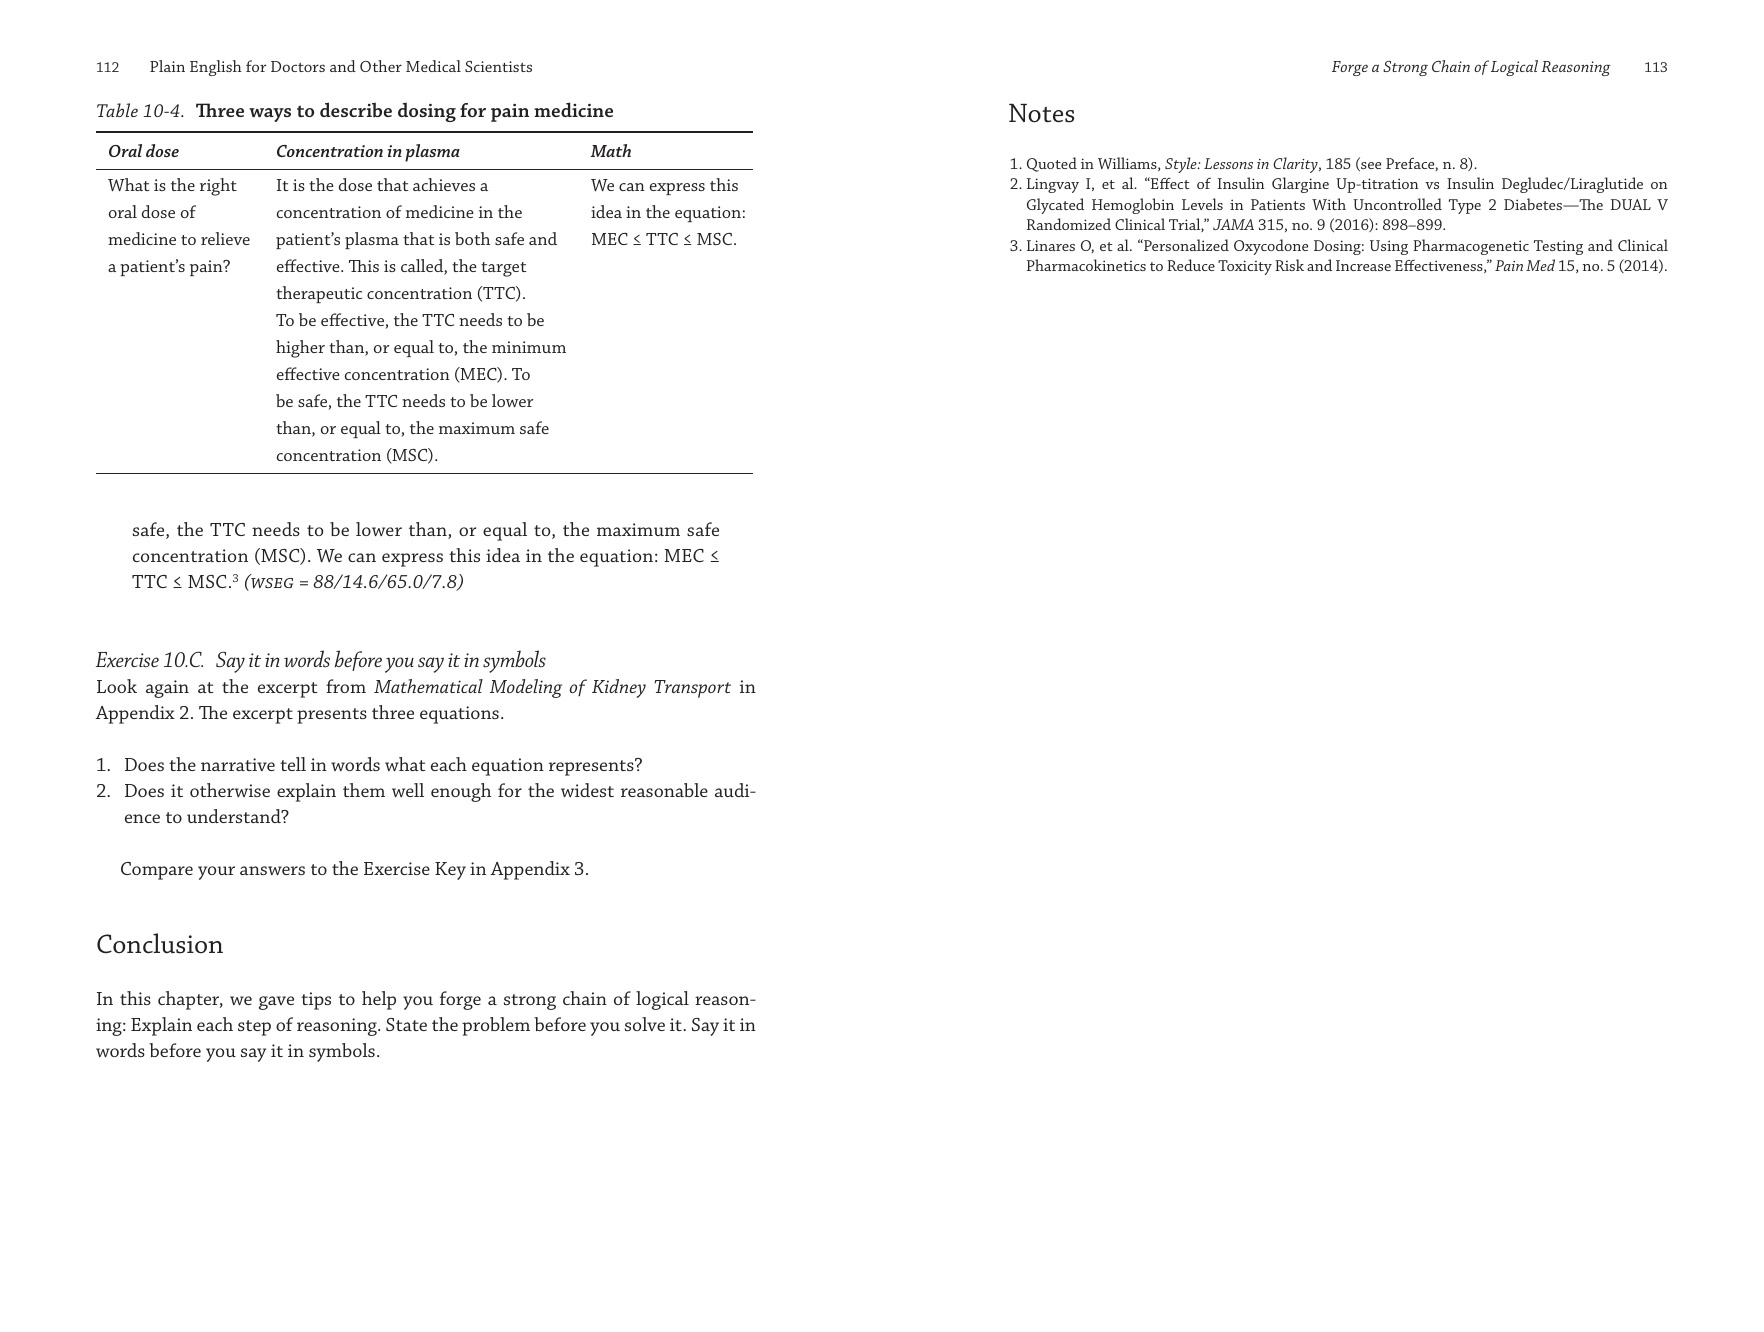 112 Plain English for Doctors and Other Medical Scientists
Table 10-4. Three ways to describe dosing for pain medicine
Oral dose Concentration in plasma Math
What is the right It is the dose that achieves a We can express this
oral dose of concentration of medicine in the idea in the equation:
medicine to relieve patient’s plasma that is both safe and MEC ≤ TTC ≤ MSC.
a patient’s pain? effective. This is called, the target
therapeutic concentration (TTC).
To be effective, the TTC needs to be
higher than, or equal to, the minimum
effective concentration (MEC). To
be safe, the TTC needs to be lower
than, or equal to, the maximum safe
concentration (MSC).
safe, the TTC needs to be lower than, or equal to, the maximum safe
concentration (MSC). We can express this idea in the equation: MEC ≤
TTC ≤ MSC.3 (WSEG = 88/14.6/65.0/7.8)
Exercise 10.C. Say it in words before you say it in symbols
Look again at the excerpt from Mathematical Modeling of Kidney Transport in
Appendix 2. The excerpt presents three equations.
1. Does the narrative tell in words what each equation represents?
2. Does it otherwise explain them well enough for the widest reasonable audi-
ence to understand?
Compare your answers to the Exercise Key in Appendix 3.
Conclusion
In this chapter, we gave tips to help you forge a strong chain of logical reason-
ing: Explain each step of reasoning. State the problem before you solve it. Say it in
words before you say it in symbols.
Forge a Strong Chain of Logical Reasoning 113
Notes
1. Quoted in Williams, Style: Lessons in Clarity, 185 (see Preface, n. 8).
2. Lingvay I, et al. “Effect of Insulin Glargine Up-titration vs Insulin Degludec/Liraglutide on
Glycated Hemoglobin Levels in Patients With Uncontrolled Type 2 Diabetes—The DUAL V
Randomized Clinical Trial,” JAMA 315, no. 9 (2016): 898–899.
3. Linares O, et al. “Personalized Oxycodone Dosing: Using Pharmacogenetic Testing and Clinical
Pharmacokinetics to Reduce Toxicity Risk and Increase Effectiveness,” Pain Med 15, no. 5 (2014).